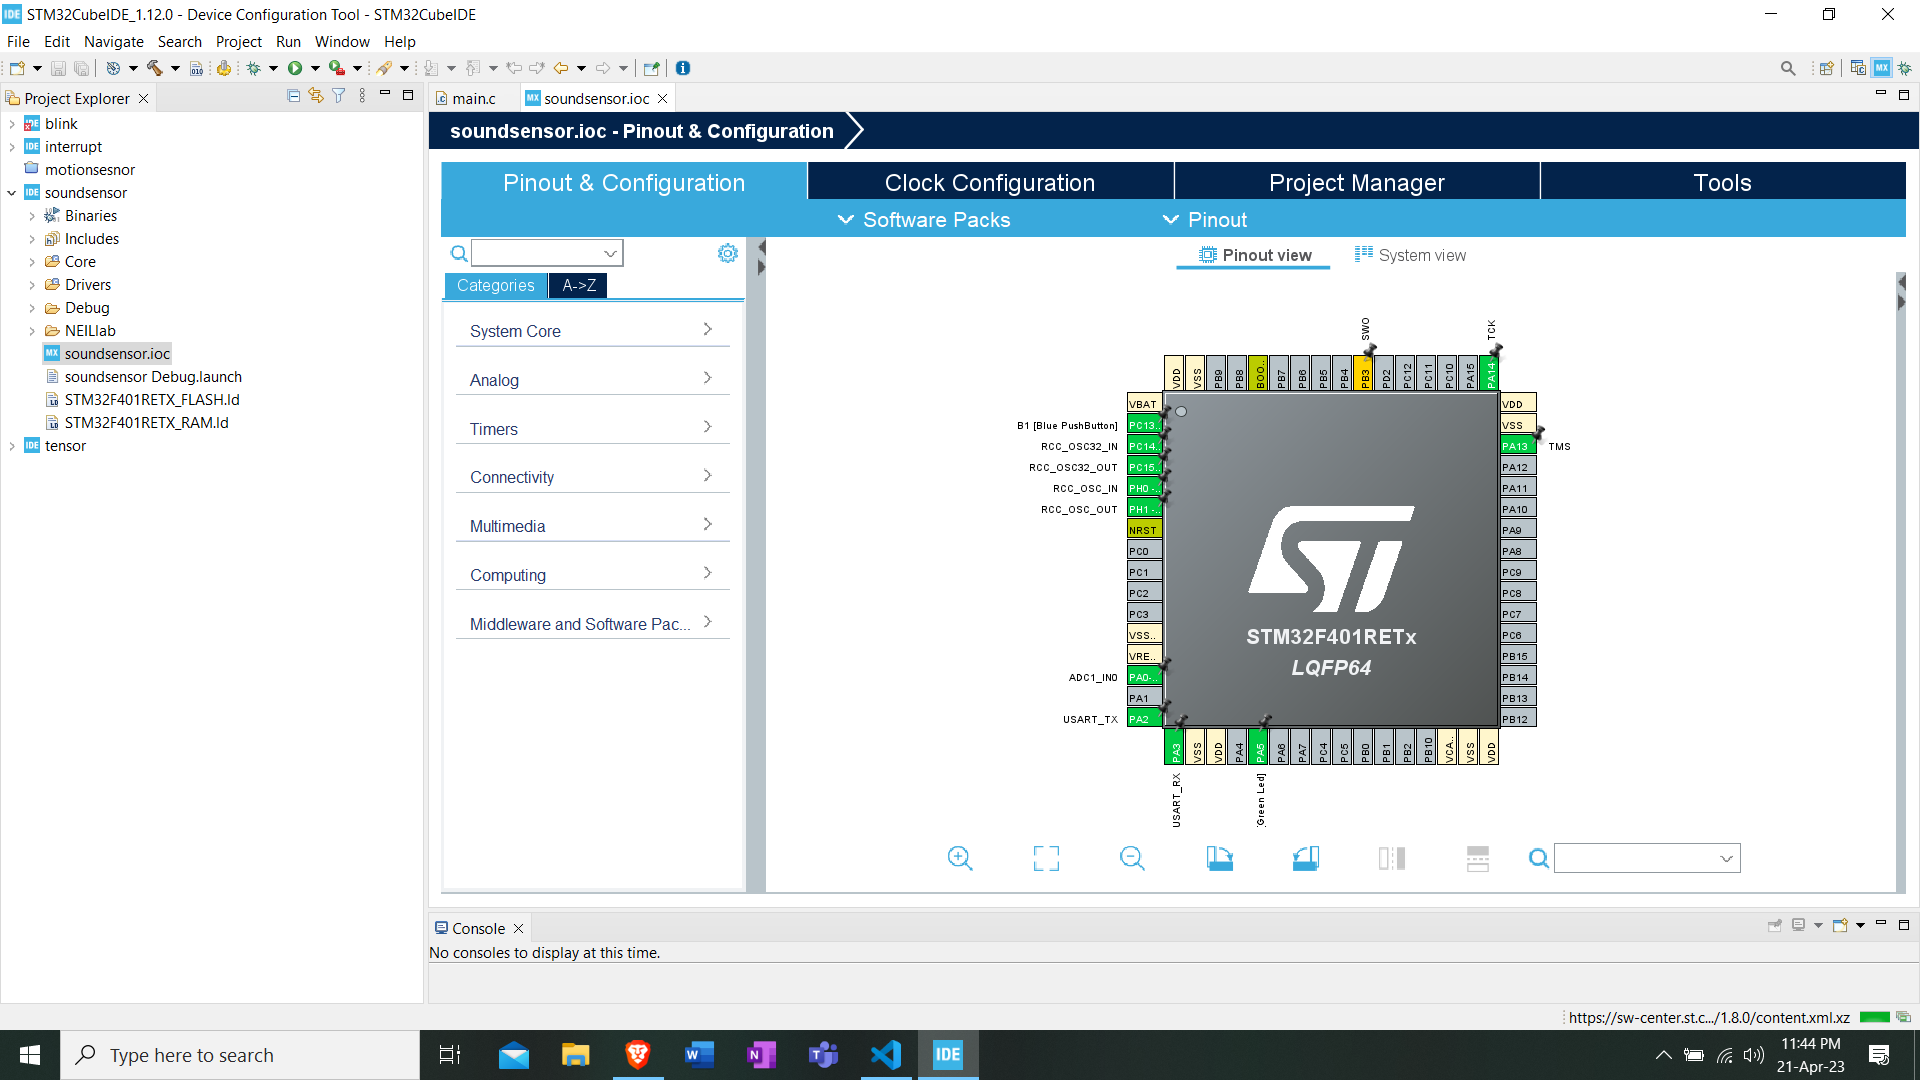 STM32CubeIDE_1.12.0 - Device Configuration Tool - STM32CubeIDE
File Edit Navigate Search Project Run Window Help
Project Explorer
main.c
soundsensor.ioc
blink
interrupt
motionsesnor
soundsensor
Binaries
Includes
Core
Drivers
Debug
NEILlab
soundsensor.ioc
soundsensor Debug.launch
STM32F401RETX_FLASH.ld
STM32F401RETX_RAM.ld
tensor
soundsensor.ioc - Pinout & Configuration
Pinout & Configuration
Clock Configuration
Project Manager
Tools
Software Packs
Pinout
Categories
A->Z
System Core
Analog
Timers
Connectivity
Multimedia
Computing
Middleware and Software Pac...
Pinout view
System view
SWO
TCK
VDD VSS PB9 PB8 BOO.. PB7 PB6 PB5 PB4 PB3 PD2 PC12 PC11 PC10 PA15 PA14
VBAT
B1 [Blue PushButton] PC13..
RCC_OSC32_IN PC14..
RCC_OSC32_OUT PC15..
RCC_OSC_IN PH0 -..
RCC_OSC_OUT PH1 -..
NRST
PC0
PC1
PC2
PC3
VSS..
VRE..
ADC1_IN0 PA0-..
PA1
USART_TX PA2
STM32F401RETx
LQFP64
VDD
VSS
PA13 TMS
PA12
PA11
PA10
PA9
PA8
PC9
PC8
PC7
PC6
PB15
PB14
PB13
PB12
PA3 VSS VDD PA4 PA5 PA6 PA7 PC4 PC5 PB0 PB1 PB2 PB10 VCA.. VSS VDD
USART_RX
[Green Led]
Console
No consoles to display at this time.
https://sw-center.st.c.../1.8.0/content.xml.xz
Type here to search
IDE
11:44 PM
21-Apr-23